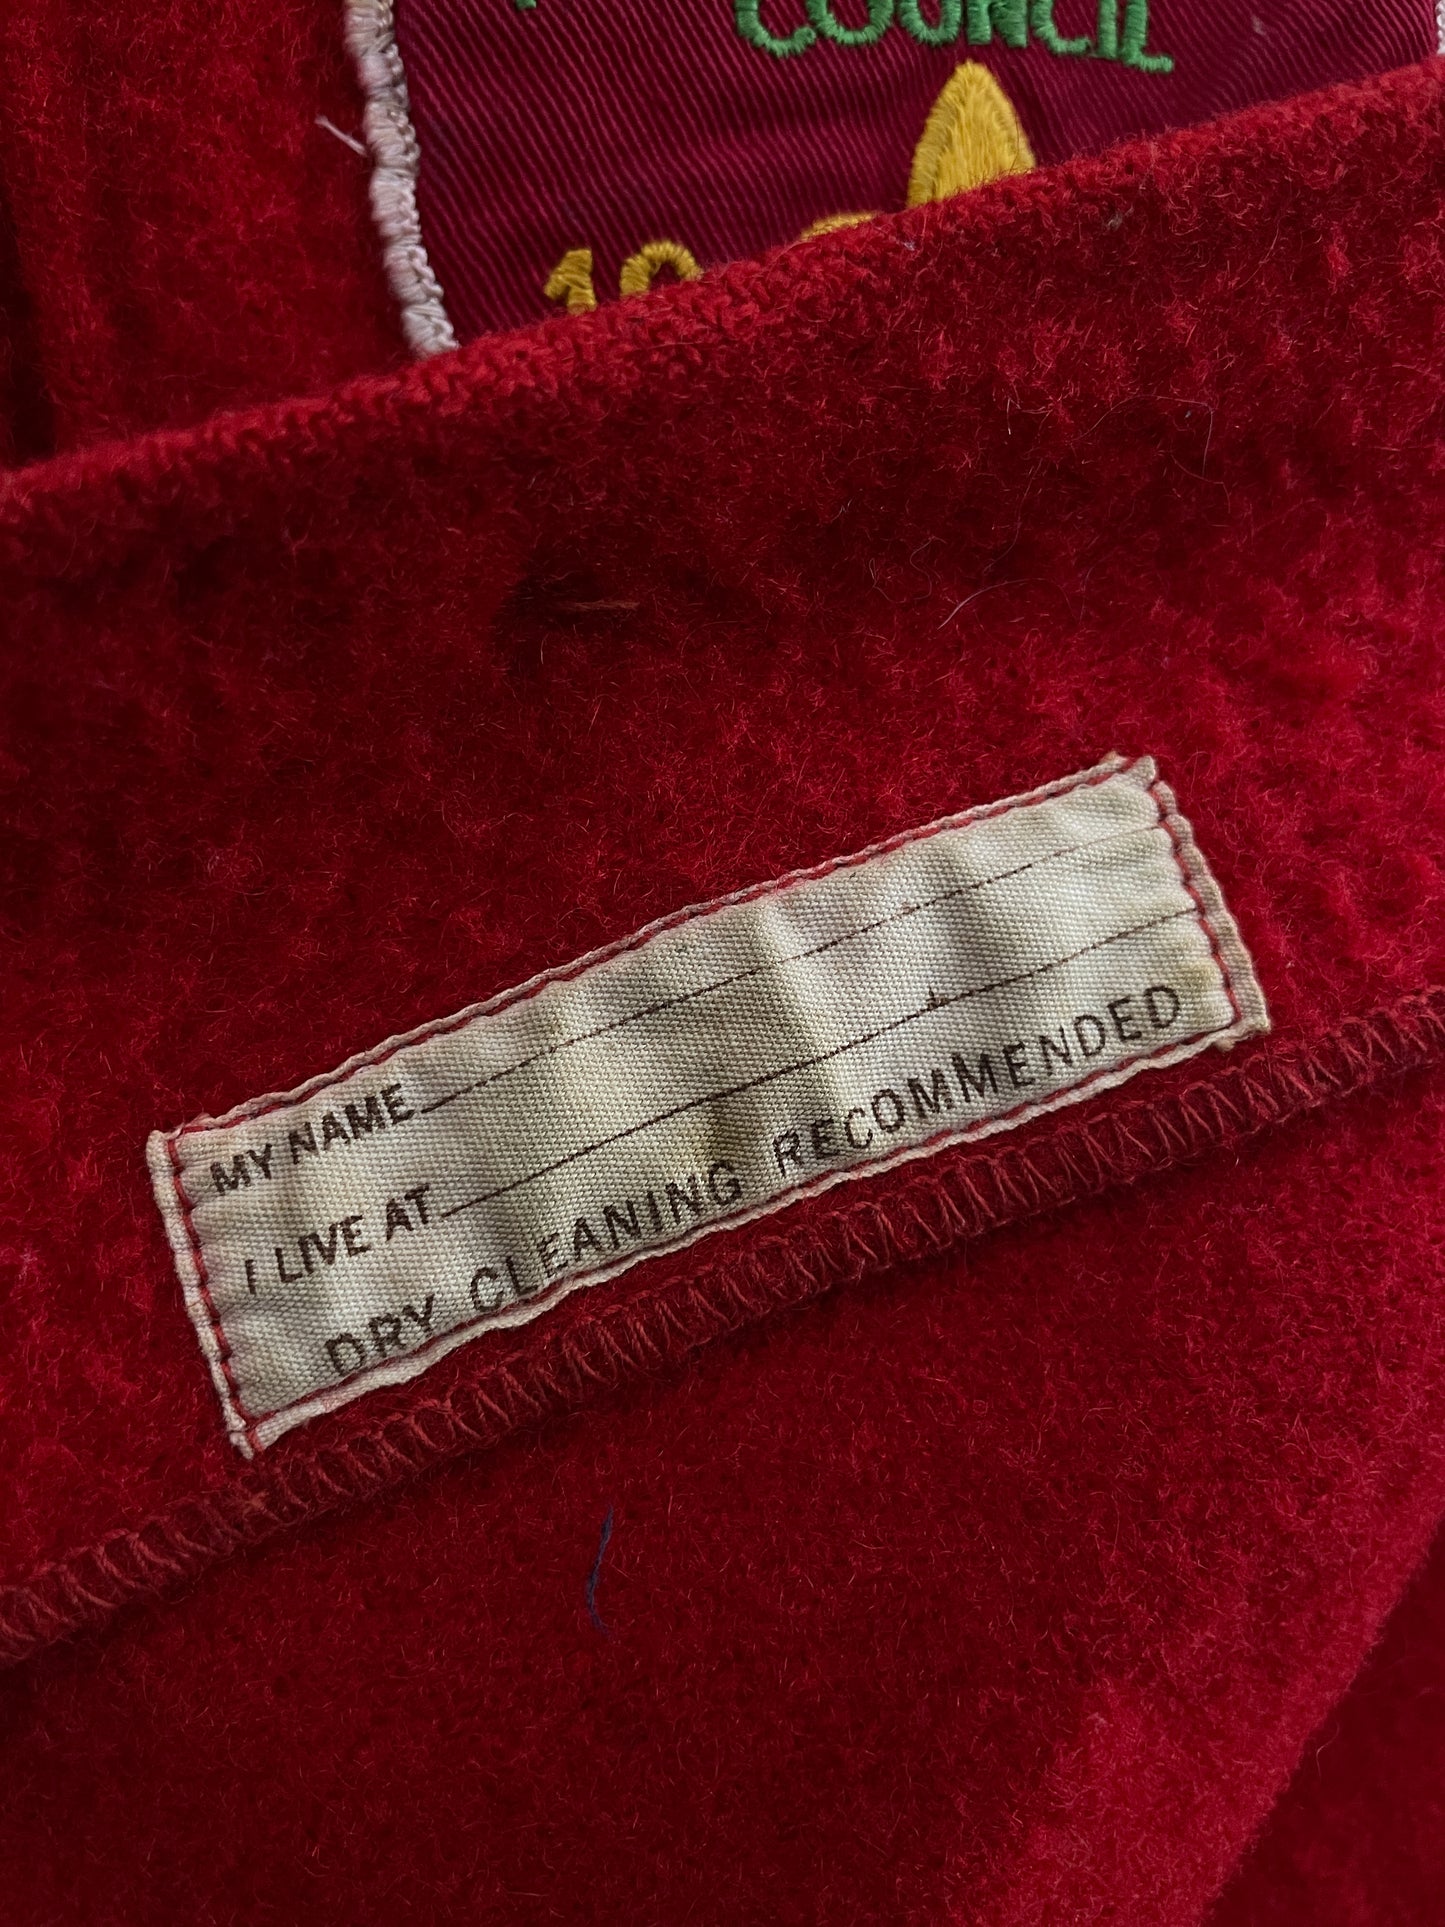 COUNCIL
MY NAME
I LIVE AT
DRY CLEANING RECOMMENDED